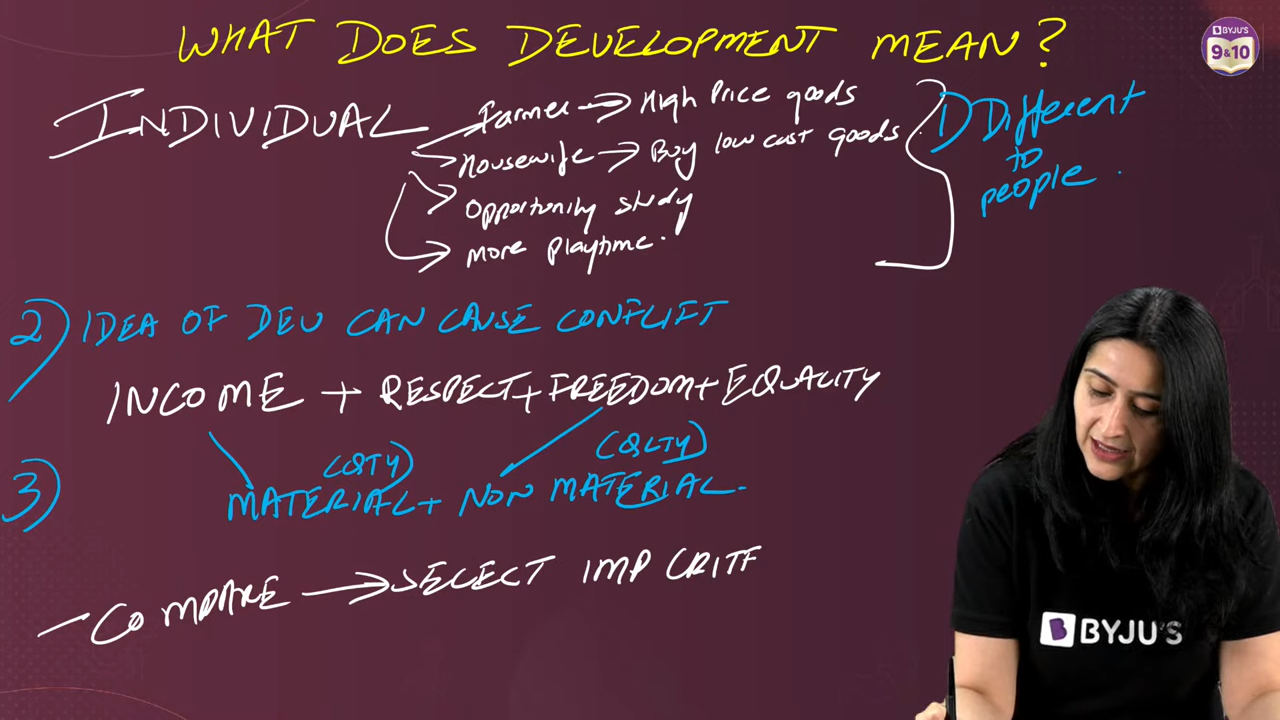 WHAT DOES DEVELOPMENT MEAN?
BYJU'S
9&10
INDIVIDUAL
Farmer → High Price goods
Housewife → Buy low cost goods
Opportunity study
More playtime.
1) Different
to
people.
2) IDEA OF DEV CAN CAUSE CONFLIFT
INCOME + RESPECT + FREEDOM + EQUALITY
(QTY) (QLTY)
3) MATERIAL + NON MATERIAL.
- COMPARE → SELECT IMP CRITE
BYJU'S